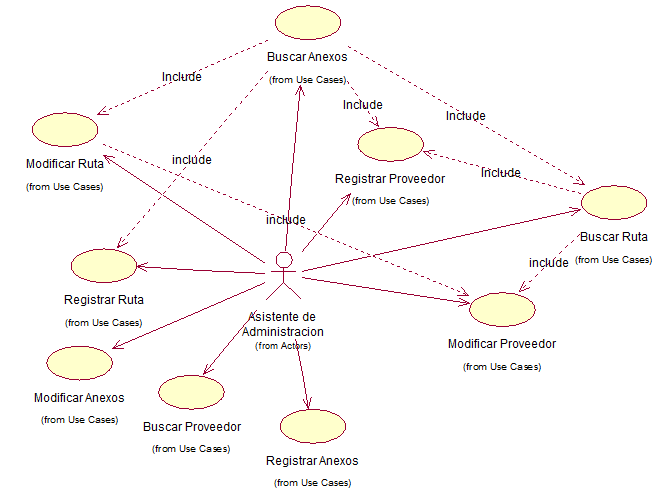 Buscar Anexos
(from Use Cases)
Include
Include
Include
Modificar Ruta
(from Use Cases)
include
Registrar Proveedor
(from Use Cases)
Include
include
Buscar Ruta
(from Use Cases)
include
Registrar Ruta
(from Use Cases)
Asistente de
Administracion
(from Actors)
Modificar Proveedor
(from Use Cases)
Modificar Anexos
(from Use Cases)
Buscar Proveedor
(from Use Cases)
Registrar Anexos
(from Use Cases)